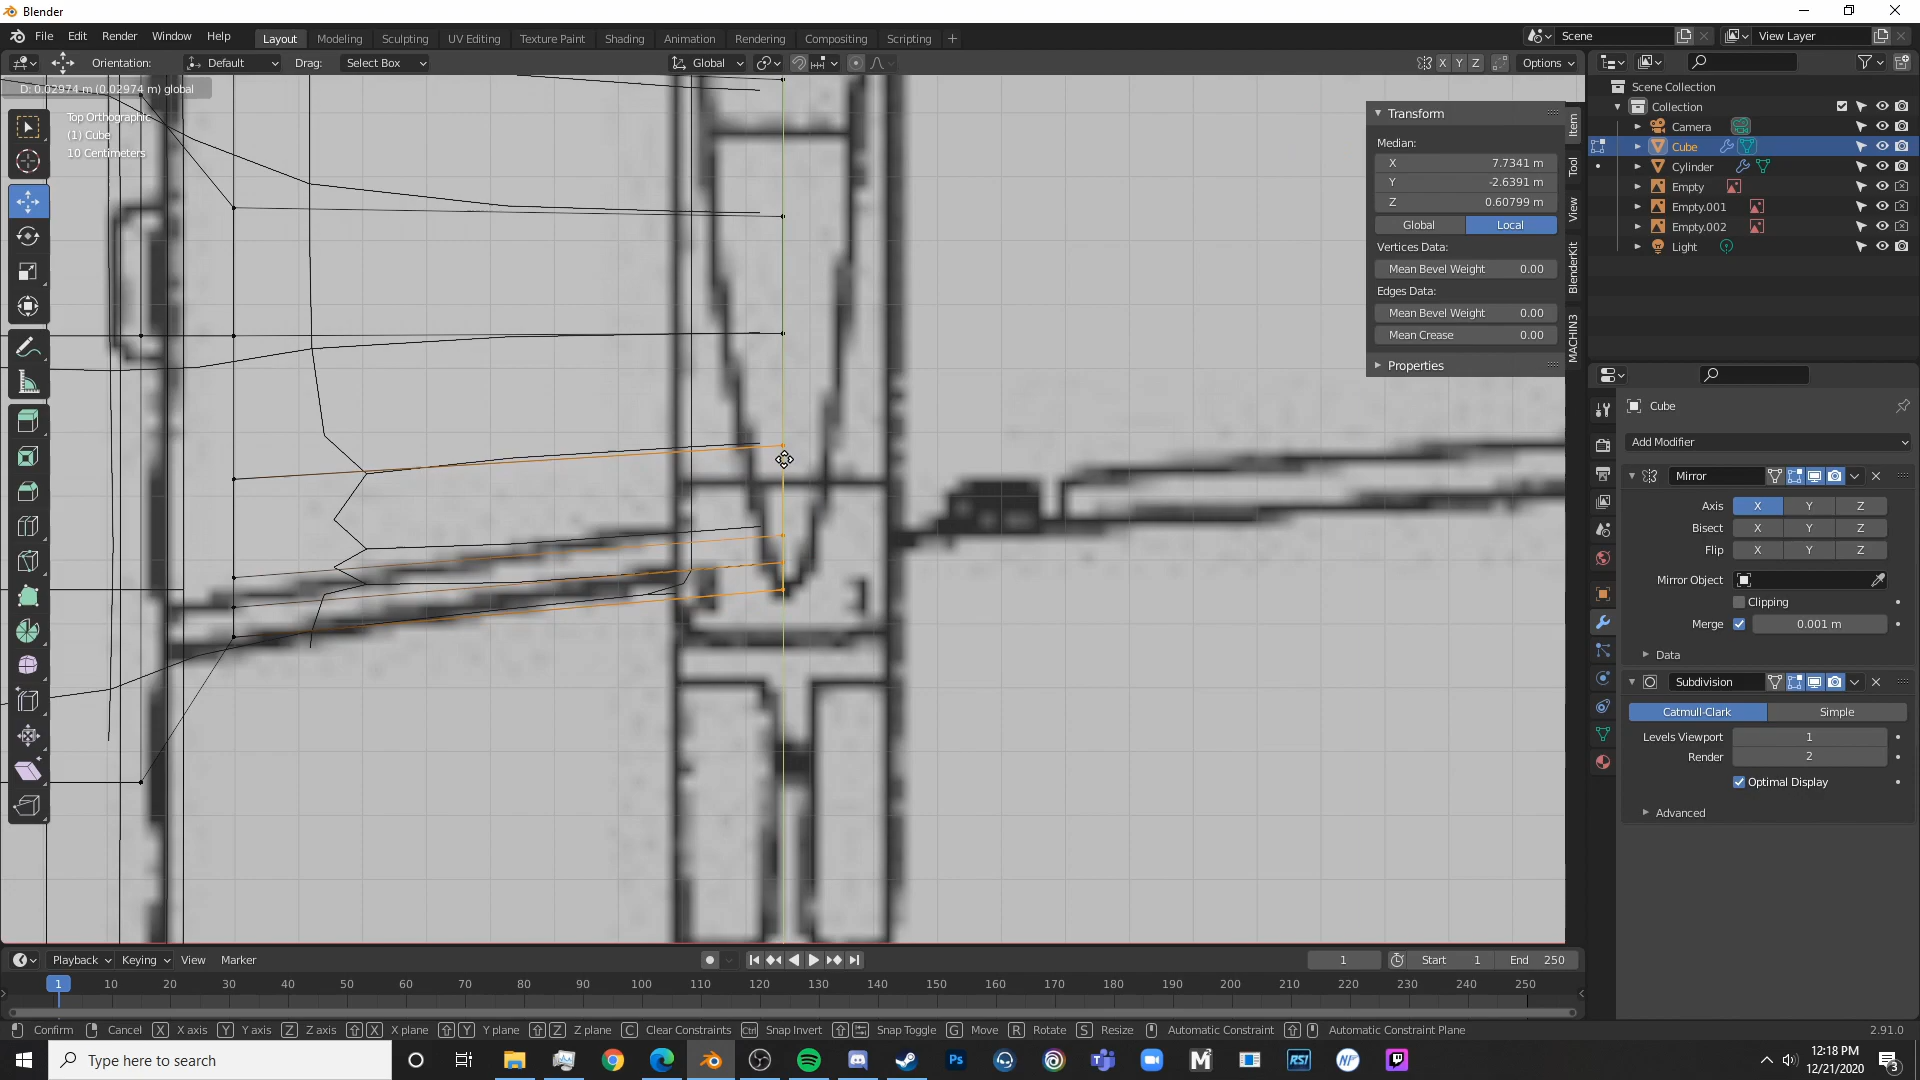 Blender
File Edit Render Window Help
Layout Modeling Sculpting UV Editing Texture Paint Shading Animation Rendering Compositing Scripting +
Scene
View Layer
Orientation: Default Drag: Select Box Global X Y Z Options
D: 0.02974 m (0.02974 m) global
Top Orthographic
(1) Cube
10 Centimeters
Transform
Median:
X 7.7341 m
Y -2.6391 m
Z 0.60799 m
Global Local
Vertices Data:
Mean Bevel Weight 0.00
Edges Data:
Mean Bevel Weight 0.00
Mean Crease 0.00
Properties
Item
Tool
View
BlenderKit
MACHIN3
Scene Collection
Collection
Camera
Cube
Cylinder
Empty
Empty.001
Empty.002
Light
Cube
Add Modifier
Mirror
Axis X Y Z
Bisect X Y Z
Flip X Y Z
Mirror Object
Clipping
Merge 0.001 m
Data
Subdivision
Catmull-Clark Simple
Levels Viewport 1
Render 2
Optimal Display
Advanced
Playback Keying View Marker 1 Start 1 End 250
1 10 20 30 40 50 60 70 80 90 100 110 120 130 140 150 160 170 180 190 200 210 220 230 240 250
Confirm Cancel X X axis Y Y axis Z Z axis X X plane Y Y plane Z Z plane C Clear Constraints Ctrl Snap Invert Snap Toggle G Move R Rotate S Resize Automatic Constraint Automatic Constraint Plane 2.91.0
Type here to search
Ps
M
RSI
NP
12:18 PM
12/21/2020
3